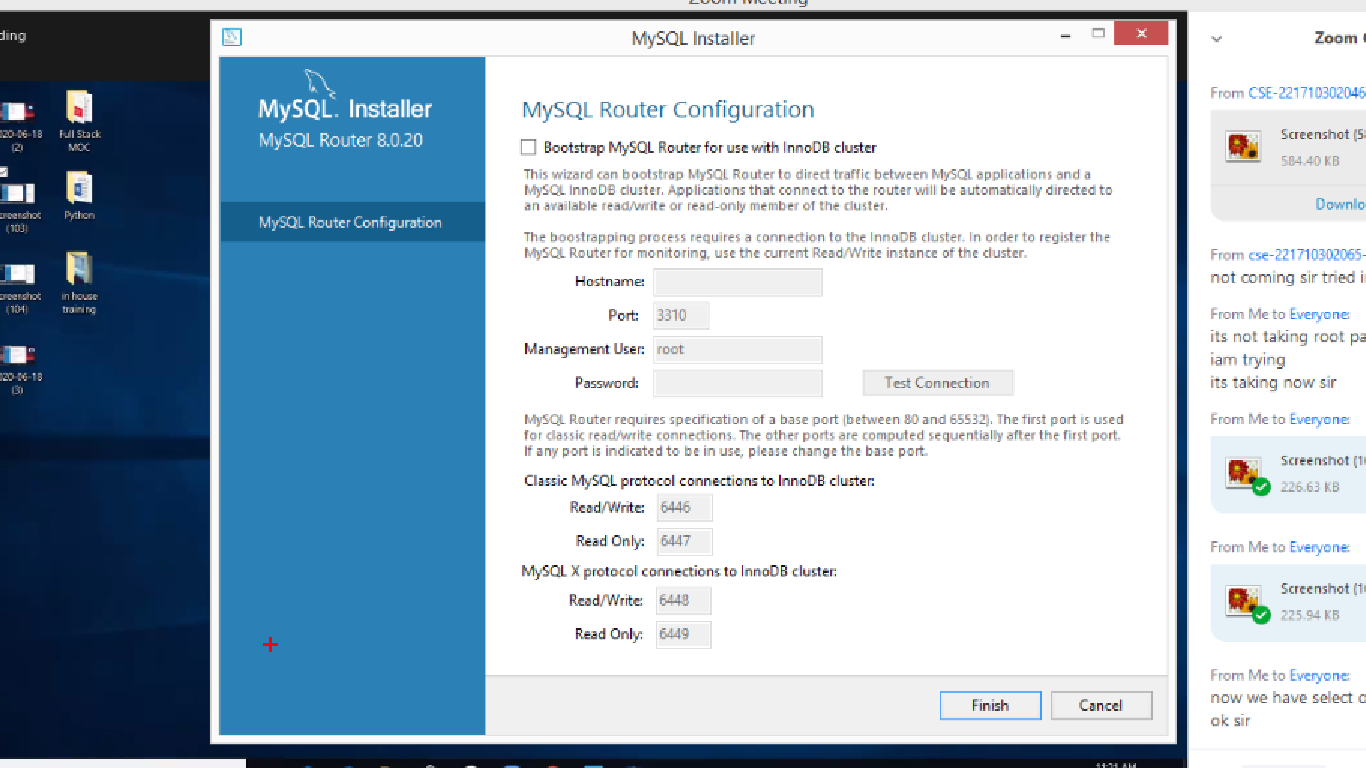 Zoom Meeting
ding
MySQL Installer
Zoom
MySQL. Installer
MySQL Router 8.0.20
MySQL Router Configuration
MySQL Router Configuration
Bootstrap MySQL Router for use with InnoDB cluster
This wizard can bootstrap MySQL Router to direct traffic between MySQL applications and a
MySQL InnoDB cluster. Applications that connect to the router will be automatically directed to
an available read/write or read-only member of the cluster.
The boostrapping process requires a connection to the InnoDB cluster. In order to register the
MySQL Router for monitoring, use the current Read/Write instance of the cluster.
Hostname:
Port: 3310
Management User: root
Password:
Test Connection
MySQL Router requires specification of a base port (between 80 and 65532). The first port is used
for classic read/write connections. The other ports are computed sequentially after the first port.
If any port is indicated to be in use, please change the base port.
Classic MySQL protocol connections to InnoDB cluster:
Read/Write: 6446
Read Only: 6447
MySQL X protocol connections to InnoDB cluster:
Read/Write: 6448
Read Only: 6449
Finish
Cancel
020-06-18
(2)
Full Stack
MOC
creenshot
(103)
Python
creenshot
(104)
in house
training
020-06-18
(3)
From CSE-221710302046
Screenshot (5
584.40 KB
Downlo
From cse-221710302065-
not coming sir tried i
From Me to Everyone:
its not taking root pa
iam trying
its taking now sir
From Me to Everyone:
Screenshot (10
226.63 KB
From Me to Everyone:
Screenshot (10
225.94 KB
From Me to Everyone:
now we have select o
ok sir
11:21 AM